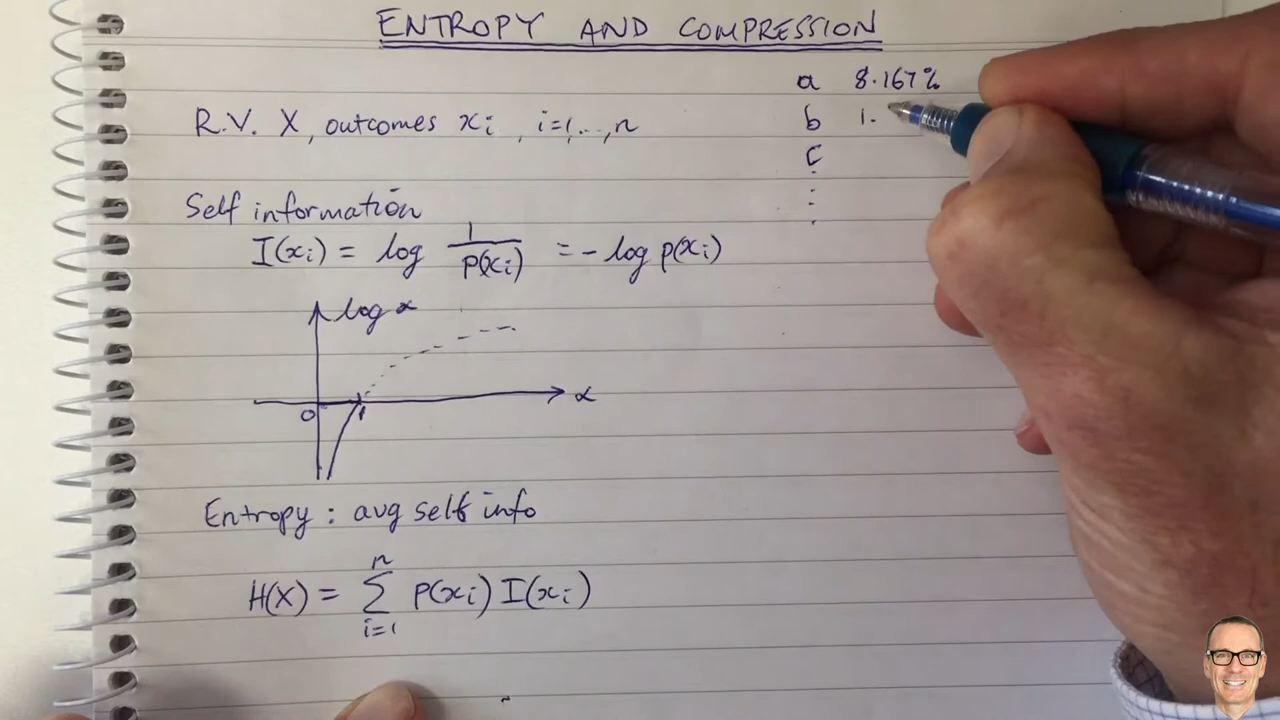 ENTROPY AND COMPRESSION
a 8.167%
b 1.
c
⋮
R.V. X, outcomes xi, i=1,...,n
Self information
I(xi) = log 1/P(xi) = - log p(xi)
log α
0 1 α
Entropy : avg self info
H(X) = n∑i=1 P(xi) I(xi)